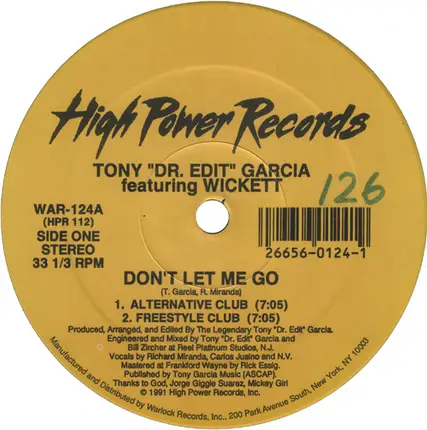 High Power Records
TONY "DR. EDIT" GARCIA
featuring WICKETT
126
WAR-124A
(HPR 112)
SIDE ONE
STEREO
33 1/3 RPM
26656-0124-1
DON'T LET ME GO
(T. Garcia, R. Miranda)
1. ALTERNATIVE CLUB (7:05)
2. FREESTYLE CLUB (7:05)
Produced, Arranged, and Edited By The Legendary Tony "Dr. Edit" Garcia.
Engineered and Mixed by Tony "Dr. Edit" Garcia and
Bill Zircher at Reel Platinum Studios, N.J.
Vocals by Richard Miranda, Carlos Jusino and N.V.
Mastered at Frankford Wayne by Rick Essig.
Published by Tony Garcia Music (ASCAP).
Thanks to God, Jorge Giggie Suarez, Mickey Girl
© 1991 High Power Records, Inc.
Manufactured and Distributed by Warlock Records, Inc., 200 Park Avenue South, New York, NY 10003